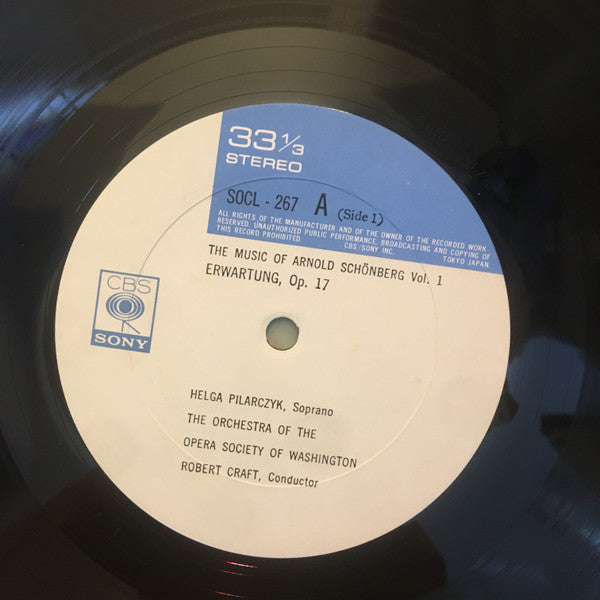 33 1/3
STEREO
SOCL - 267 A (Side 1)
ALL RIGHTS OF THE MANUFACTURER AND OF THE OWNER OF THE RECORDED WORK
RESERVED. UNAUTHORIZED PUBLIC PERFORMANCE, BROADCASTING AND COPYING OF
THIS RECORD PROHIBITED CBS/SONY INC. TOKYO JAPAN.
THE MUSIC OF ARNOLD SCHÖNBERG Vol. 1
ERWARTUNG, Op. 17
CBS
SONY
HELGA PILARCZYK, Soprano
THE ORCHESTRA OF THE
OPERA SOCIETY OF WASHINGTON
ROBERT CRAFT, Conductor